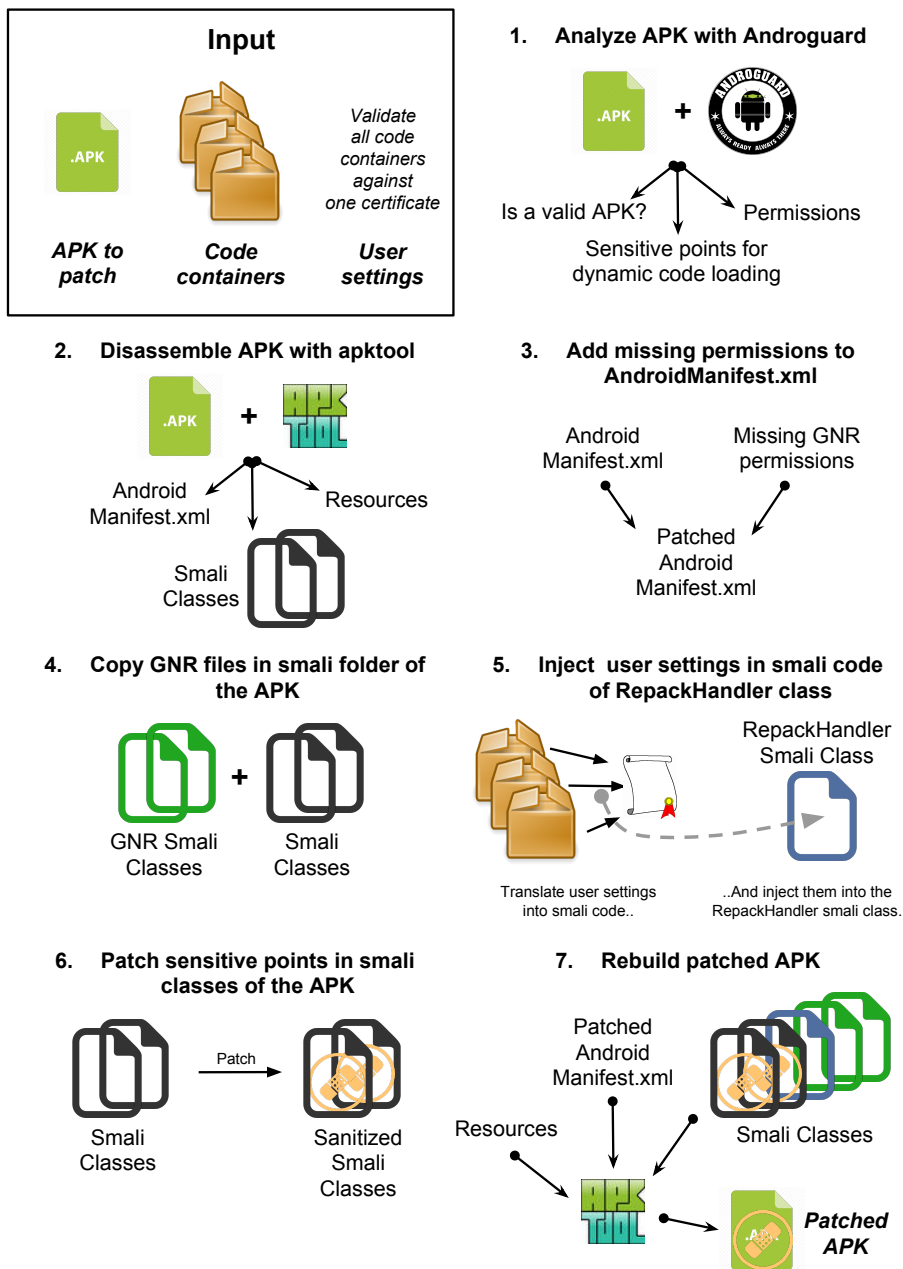 Input
.APK
Validate
all code
containers
against
one certificate
APK to
patch
Code
containers
User
settings
1. Analyze APK with Androguard
.APK
+
ANDROGUARD
ALWAYS READY ALWAYS THERE
Is a valid APK?
Permissions
Sensitive points for
dynamic code loading
2. Disassemble APK with apktool
.APK
+
APK
TOOL
Android
Manifest.xml
Resources
Smali
Classes
3. Add missing permissions to
AndroidManifest.xml
Android
Manifest.xml
Missing GNR
permissions
Patched
Android
Manifest.xml
4. Copy GNR files in smali folder of
the APK
+
GNR Smali
Classes
Smali
Classes
5. Inject user settings in smali code
of RepackHandler class
RepackHandler
Smali Class
Translate user settings
into smali code..
..And inject them into the
RepackHandler smali class.
6. Patch sensitive points in smali
classes of the APK
Patch
Smali
Classes
Sanitized
Smali
Classes
7. Rebuild patched APK
Patched
Android
Manifest.xml
Resources
Smali Classes
APK
TOOL
.APK
Patched
APK